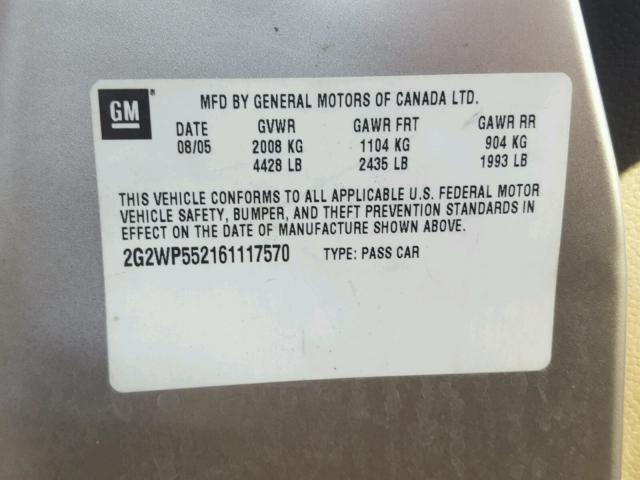 GM
MFD BY GENERAL MOTORS OF CANADA LTD.
DATE GVWR GAWR FRT GAWR RR
08/05 2008 KG 1104 KG 904 KG
4428 LB 2435 LB 1993 LB
THIS VEHICLE CONFORMS TO ALL APPLICABLE U.S. FEDERAL MOTOR
VEHICLE SAFETY, BUMPER, AND THEFT PREVENTION STANDARDS IN
EFFECT ON THE DATE OF MANUFACTURE SHOWN ABOVE.
2G2WP552161117570 TYPE: PASS CAR